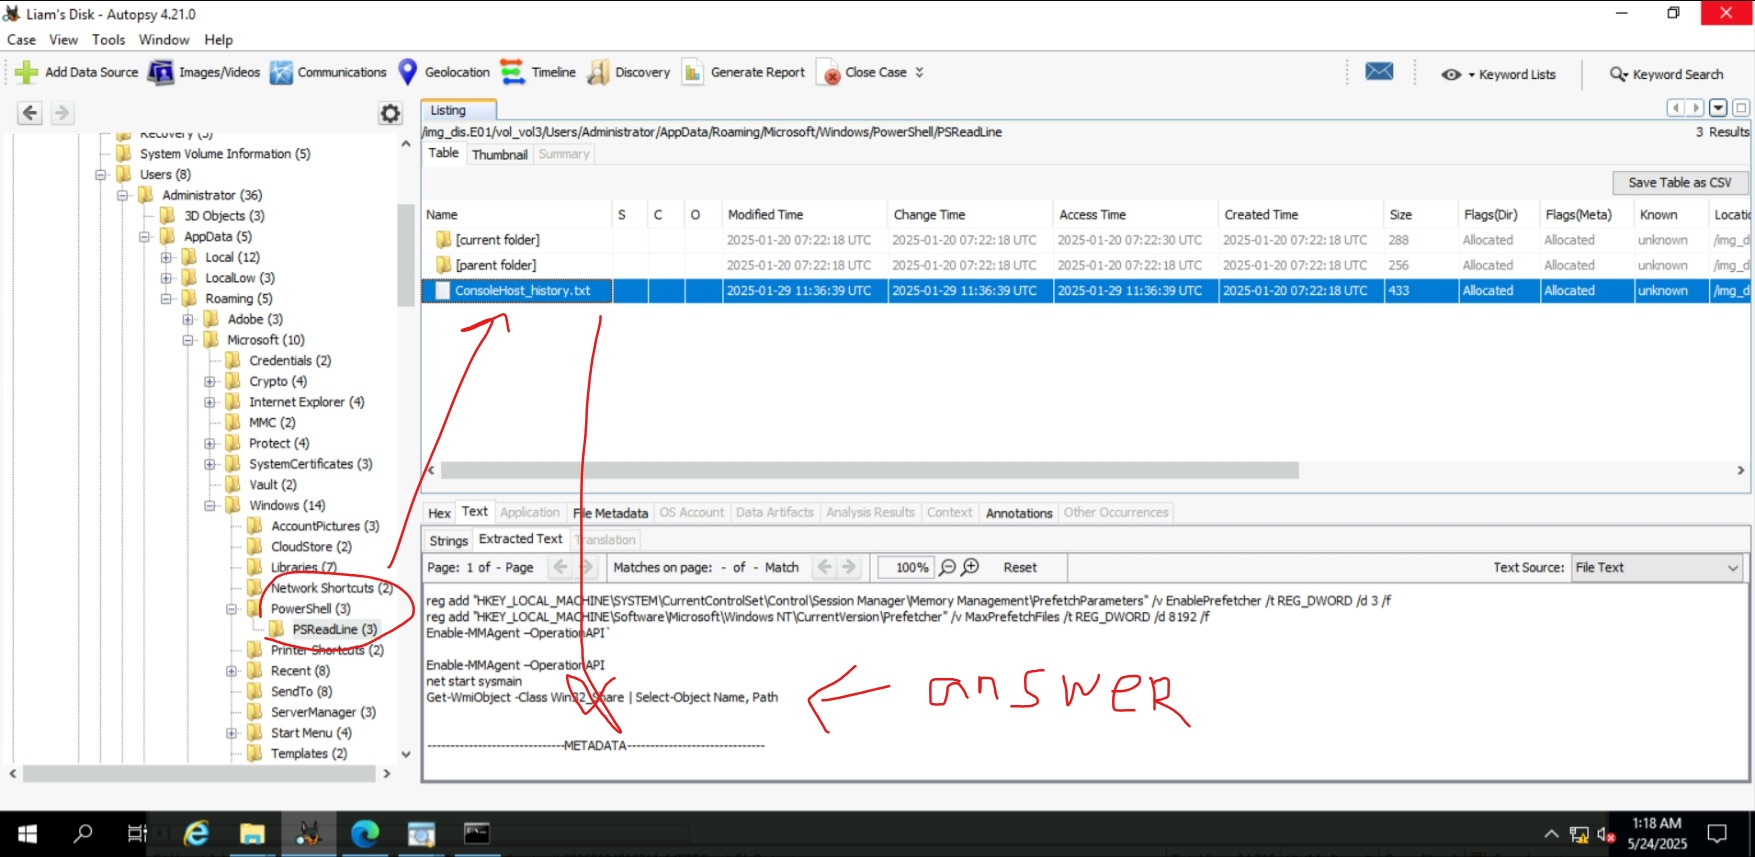 Liam's Disk - Autopsy 4.21.0
Case View Tools Window Help
Add Data Source Images/Videos Communications Geolocation Timeline Discovery Generate Report Close Case Keyword Lists Keyword Search
Recovery (5)
System Volume Information (5)
Users (8)
Administrator (36)
3D Objects (3)
AppData (5)
Local (12)
LocalLow (3)
Roaming (5)
Adobe (3)
Microsoft (10)
Credentials (2)
Crypto (4)
Internet Explorer (4)
MMC (2)
Protect (4)
SystemCertificates (3)
Vault (2)
Windows (14)
AccountPictures (3)
CloudStore (2)
Libraries (7)
Network Shortcuts (2)
PowerShell (3)
PSReadLine (3)
Printer Shortcuts (2)
Recent (8)
SendTo (8)
ServerManager (3)
Start Menu (4)
Templates (2)
Listing
/img_dis.E01/vol_vol3/Users/Administrator/AppData/Roaming/Microsoft/Windows/PowerShell/PSReadLine
3 Results
Table Thumbnail Summary
Save Table as CSV
Name S C O Modified Time Change Time Access Time Created Time Size Flags(Dir) Flags(Meta) Known Locatio
[current folder] 2025-01-20 07:22:18 UTC 2025-01-20 07:22:18 UTC 2025-01-20 07:22:30 UTC 2025-01-20 07:22:18 UTC 288 Allocated Allocated unknown /img_d
[parent folder] 2025-01-20 07:22:18 UTC 2025-01-20 07:22:18 UTC 2025-01-20 07:22:18 UTC 2025-01-20 07:22:18 UTC 256 Allocated Allocated unknown /img_d
ConsoleHost_history.txt 2025-01-29 11:36:39 UTC 2025-01-29 11:36:39 UTC 2025-01-29 11:36:39 UTC 2025-01-20 07:22:18 UTC 433 Allocated Allocated unknown /img_d
Hex Text Application File Metadata OS Account Data Artifacts Analysis Results Context Annotations Other Occurrences
Strings Extracted Text Translation
Page: 1 of - Page Matches on page: - of - Match 100% Reset Text Source: File Text
reg add "HKEY_LOCAL_MACHINE\SYSTEM\CurrentControlSet\Control\Session Manager\Memory Management\PrefetchParameters" /v EnablePrefetcher /t REG_DWORD /d 3 /f
reg add "HKEY_LOCAL_MACHINE\Software\Microsoft\Windows NT\CurrentVersion\Prefetcher" /v MaxPrefetchFiles /t REG_DWORD /d 8192 /f
Enable-MMAgent –OperationAPI`
Enable-MMAgent –OperationAPI
net start sysmain
Get-WmiObject -Class Win32_Share | Select-Object Name, Path
answer
------------------------------METADATA------------------------------
1:18 AM
5/24/2025